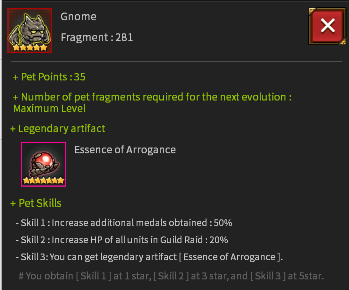 Gnome
Fragment : 281
+ Pet Points : 35
+ Number of pet fragments required for the next evolution :
Maximum Level
+ Legendary artifact
Essence of Arrogance
+ Pet Skills
- Skill 1 : Increase additional medals obtained : 50%
- Skill 2 : Increase HP of all units in Guild Raid : 20%
- Skill 3: You can get legendary artifact [ Essence of Arrogance ].
# You obtain [ Skill 1 ] at 1 star, [ Skill 2 ] at 3 star, and [ Skill 3 ] at 5star.